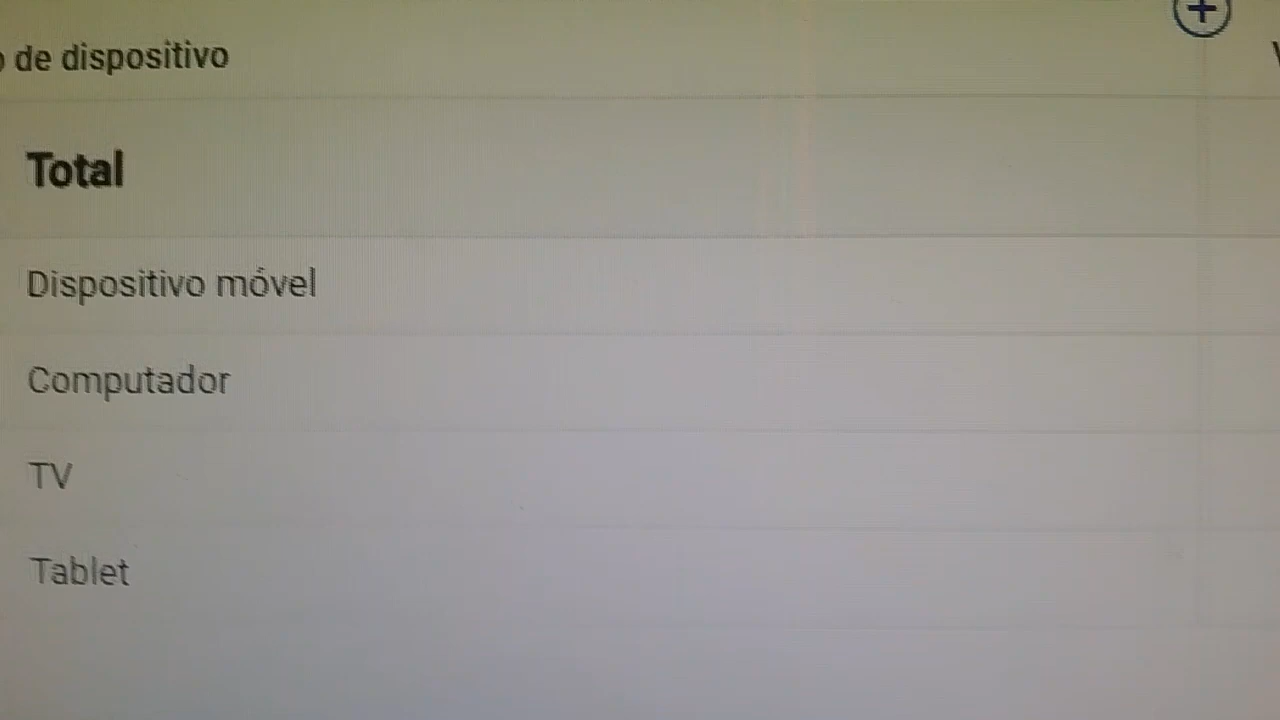 de dispositivo
Total
Dispositivo móvel
Computador
TV
Tablet